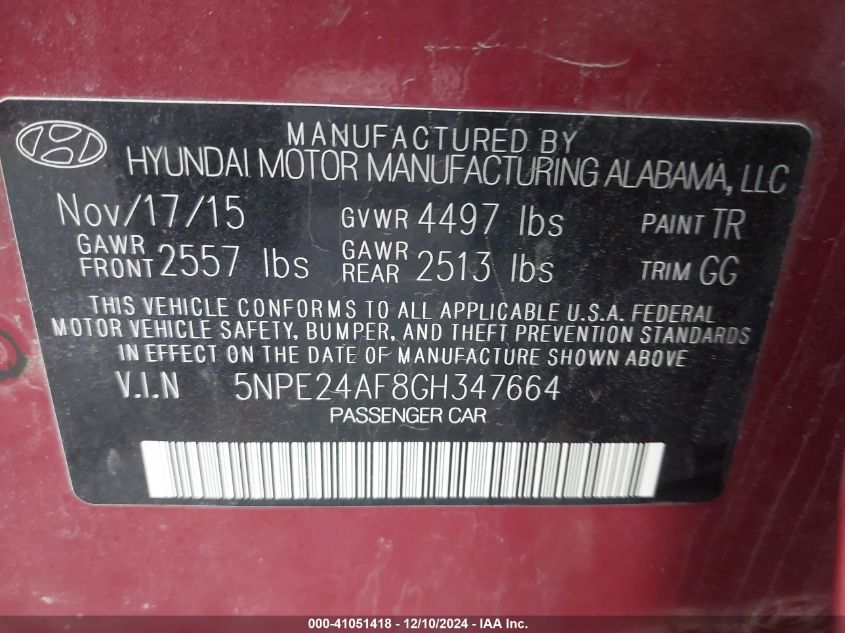 MANUFACTURED BY
HYUNDAI MOTOR MANUFACTURING ALABAMA, LLC
Nov/17/15 GVWR 4497 lbs PAINT TR
GAWR FRONT 2557 lbs GAWR REAR 2513 lbs TRIM GG
THIS VEHICLE CONFORMS TO ALL APPLICABLE U.S.A. FEDERAL
MOTOR VEHICLE SAFETY, BUMPER, AND THEFT PREVENTION STANDARDS
IN EFFECT ON THE DATE OF MANUFACTURE SHOWN ABOVE
V.I.N 5NPE24AF8GH347664
PASSENGER CAR
000-41051418 - 12/10/2024 - IAA Inc.